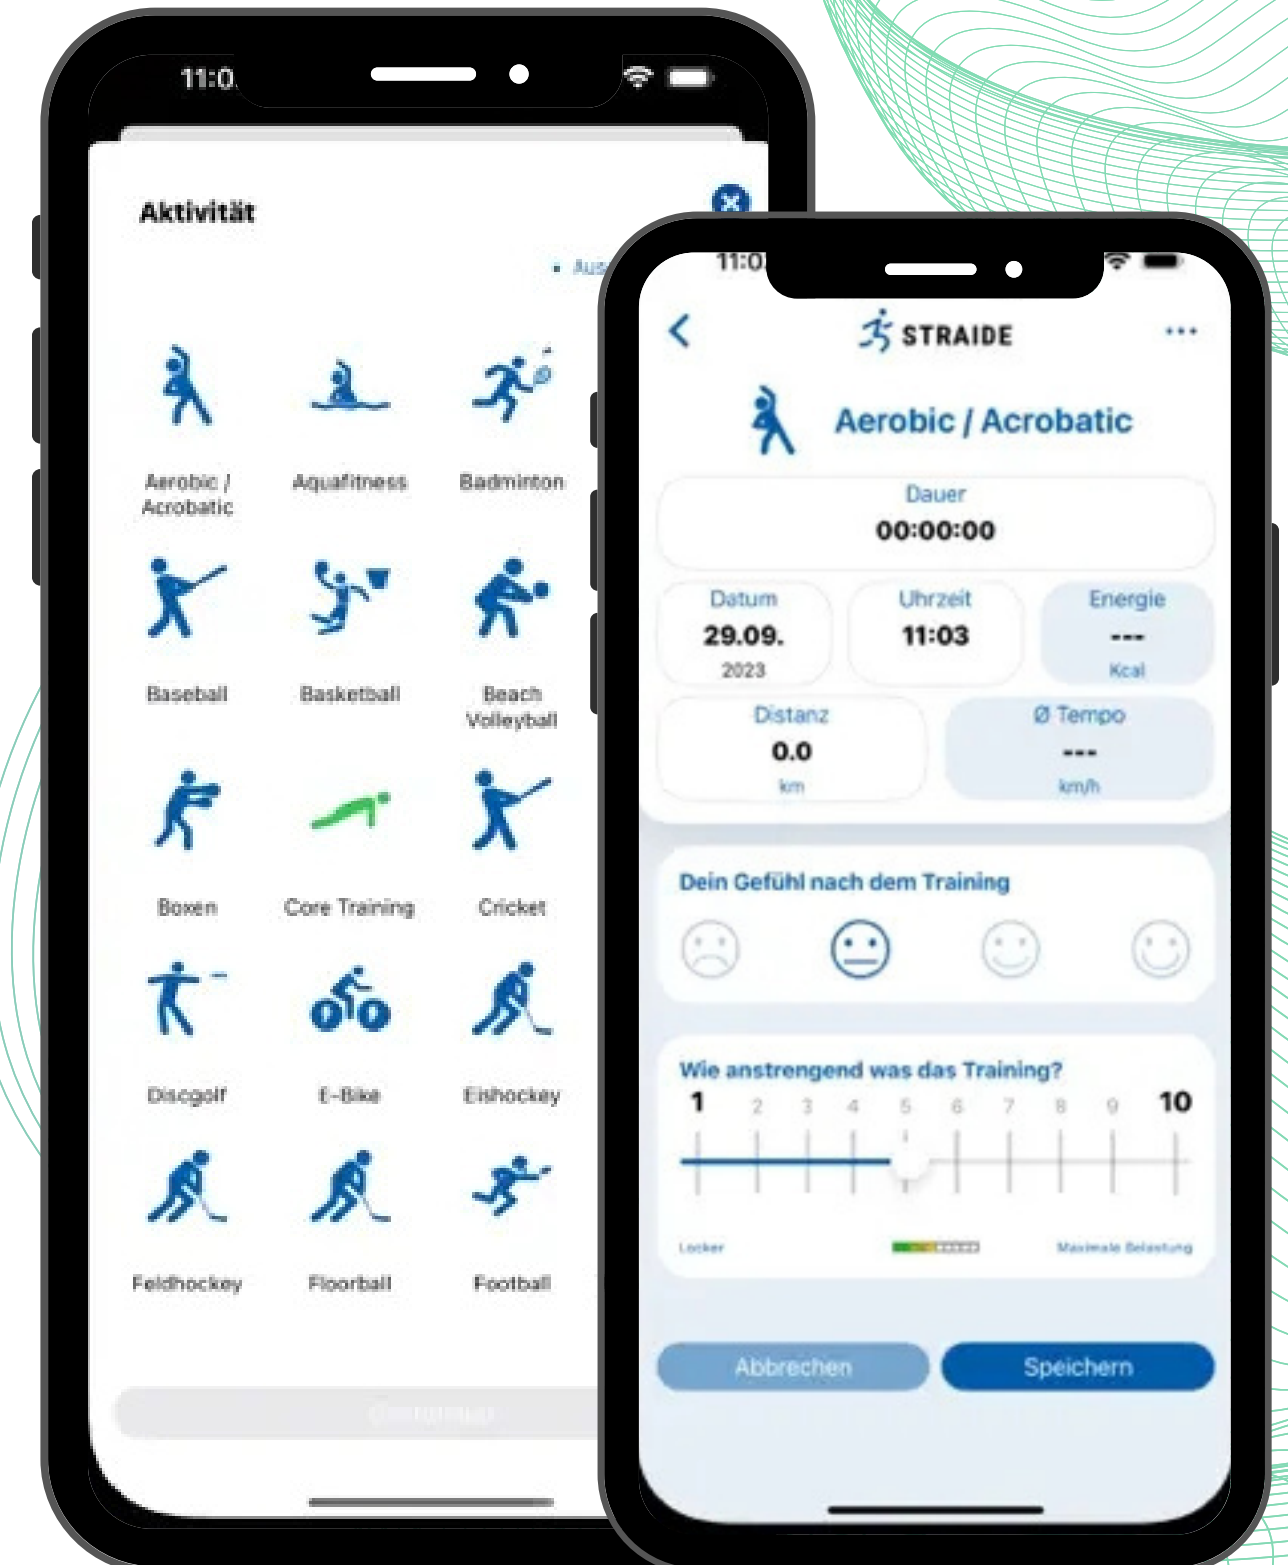 11:0
Aktivität
Aerobic /
Acrobatic
Aquafitness
Badminton
Baseball
Basketball
Beach
Volleyball
Boxen
Core Training
Cricket
Discgolf
E-Bike
Eishockey
Feldhockey
Floorball
Football
11:0
STRAIDE
Aerobic / Acrobatic
Dauer
00:00:00
Datum
29.09.
2023
Uhrzeit
11:03
Energie
---
Kcal
Distanz
0.0
km
Ø Tempo
---
km/h
Dein Gefühl nach dem Training
Wie anstrengend was das Training?
1 2 3 4 5 6 7 8 9 10
Locker
Maximale Belastung
Abbrechen
Speichern